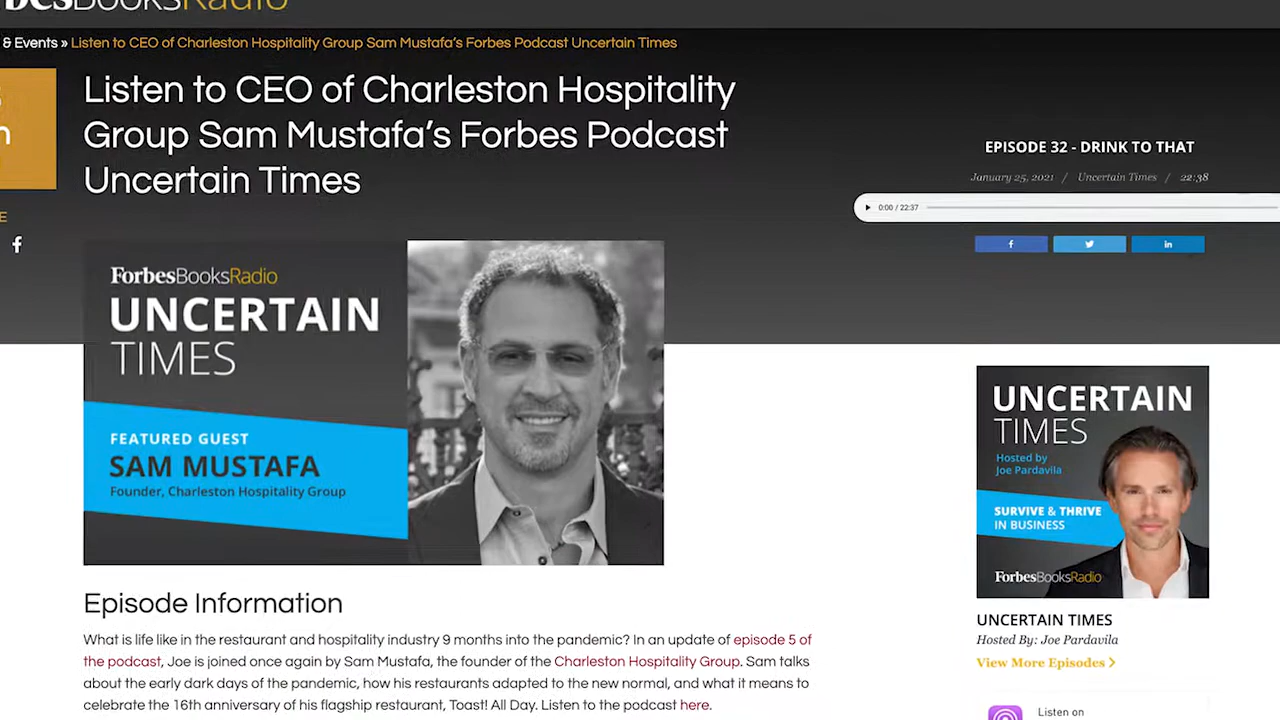 BooksRadio
& Events » Listen to CEO of Charleston Hospitality Group Sam Mustafa's Forbes Podcast Uncertain Times
Listen to CEO of Charleston Hospitality
Group Sam Mustafa's Forbes Podcast
Uncertain Times
EPISODE 32 - DRINK TO THAT
January 25, 2021 / Uncertain Times / 22:38
0:00 / 22:37
ForbesBooksRadio
UNCERTAIN
TIMES
FEATURED GUEST
SAM MUSTAFA
Founder, Charleston Hospitality Group
UNCERTAIN
TIMES
Hosted by
Joe Pardavila
SURVIVE & THRIVE
IN BUSINESS
ForbesBooksRadio
Episode Information
What is life like in the restaurant and hospitality industry 9 months into the pandemic? In an update of episode 5 of
the podcast, Joe is joined once again by Sam Mustafa, the founder of the Charleston Hospitality Group. Sam talks
about the early dark days of the pandemic, how his restaurants adapted to the new normal, and what it means to
celebrate the 16th anniversary of his flagship restaurant, Toast! All Day. Listen to the podcast here.
UNCERTAIN TIMES
Hosted By: Joe Pardavila
View More Episodes
Listen on